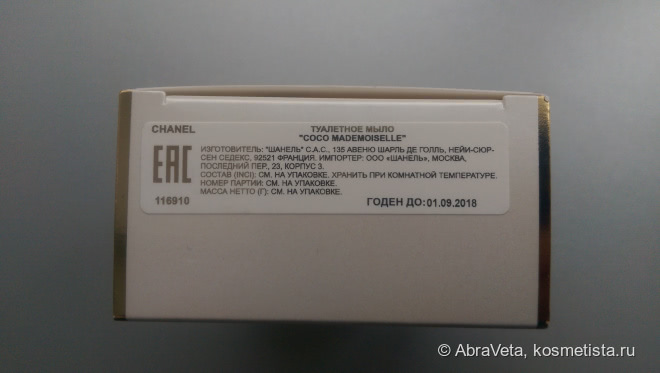 CHANEL
ТУАЛЕТНОЕ МЫЛО
"COCO MADEMOISELLE"
ИЗГОТОВИТЕЛЬ: "ШАНЕЛЬ" С.А.С., 135 АВЕНЮ ШАРЛЬ ДЕ ГОЛЛЬ, НЕЙИ-СЮР-
СЕН СЕДЕКС, 92521 ФРАНЦИЯ. ИМПОРТЕР: ООО «ШАНЕЛЬ», МОСКВА,
ПОСЛЕДНИЙ ПЕР., 23, КОРПУС 3.
СОСТАВ (INCI): СМ. НА УПАКОВКЕ. ХРАНИТЬ ПРИ КОМНАТНОЙ ТЕМПЕРАТУРЕ.
НОМЕР ПАРТИИ: СМ. НА УПАКОВКЕ.
МАССА НЕТТО (Г): СМ. НА УПАКОВКЕ.
EAC
116910
ГОДЕН ДО: 01.09.2018
© AbraVeta, kosmetista.ru